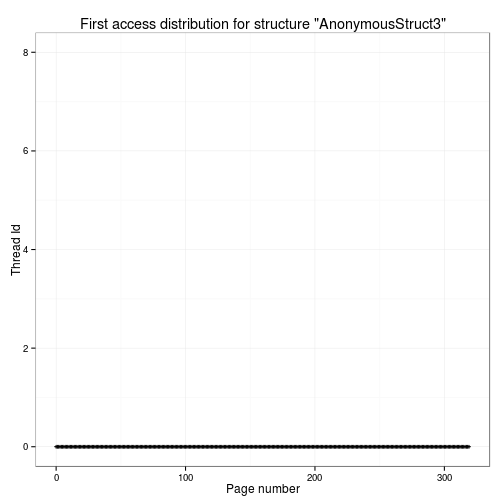 First access distribution for structure "AnonymousStruct3"
8
6
4
2
0
Thread Id
0 100 200 300
Page number